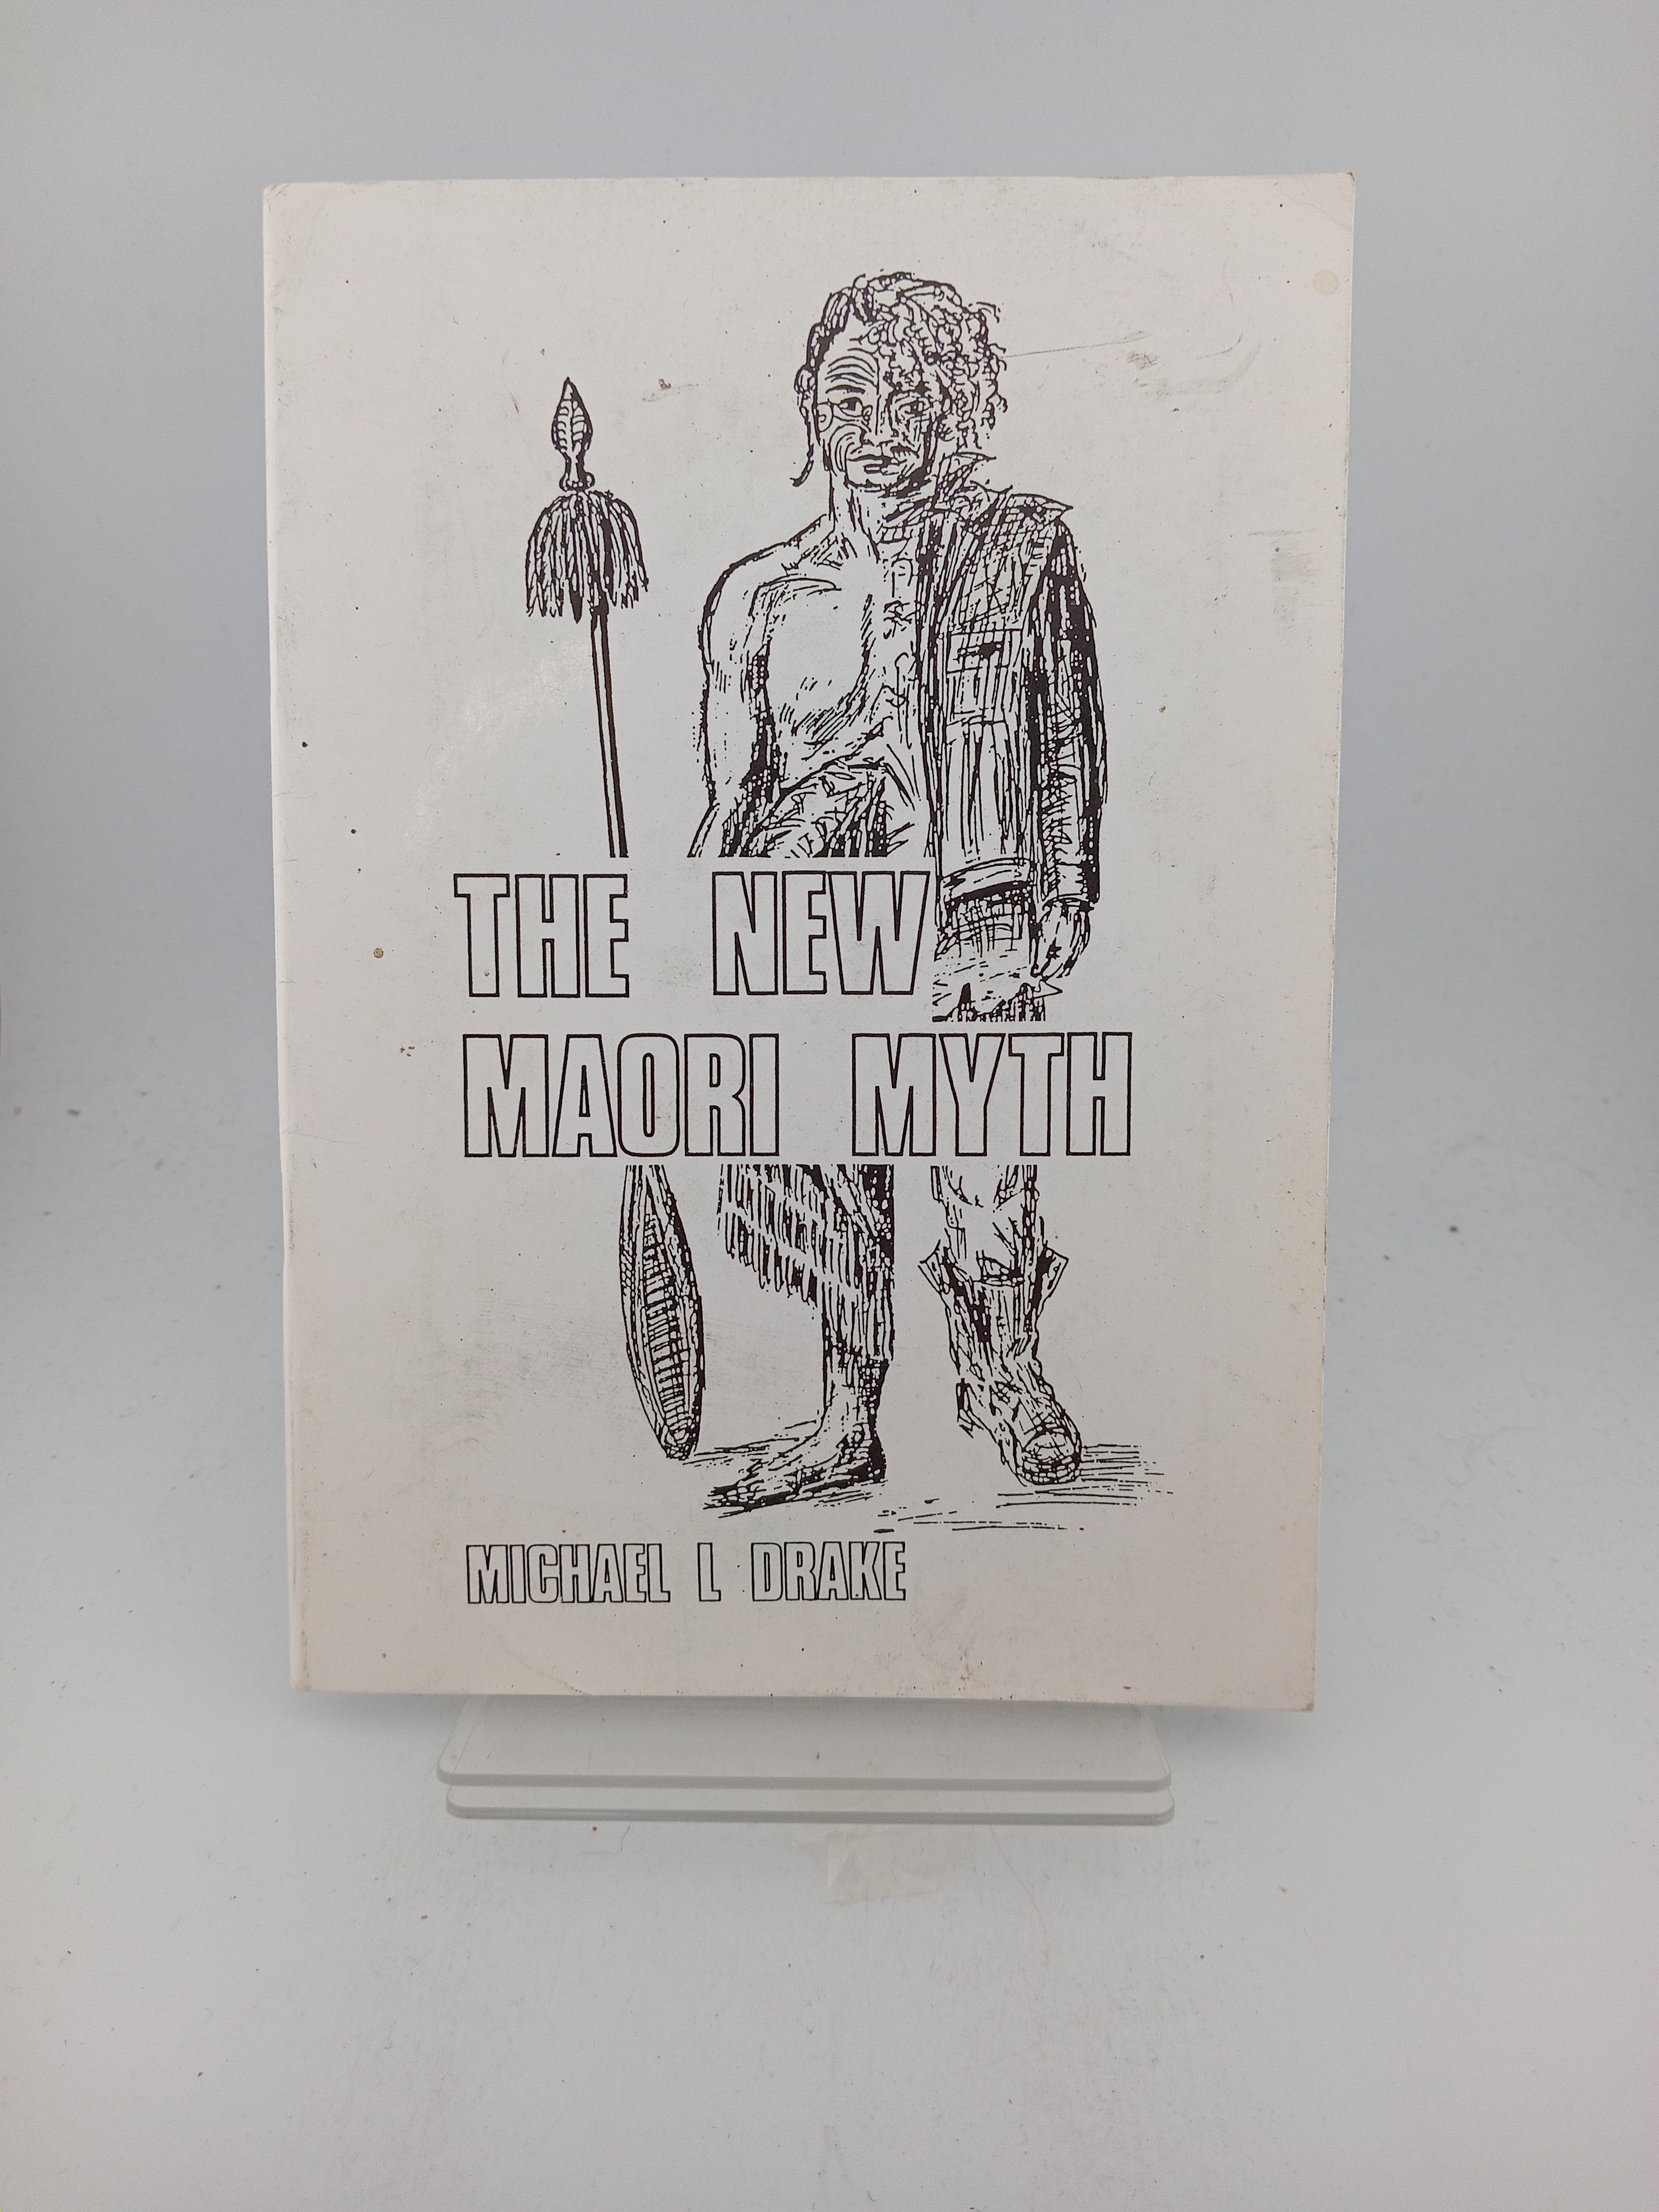 THE NEW
MAORI MYTH
MICHAEL L DRAKE